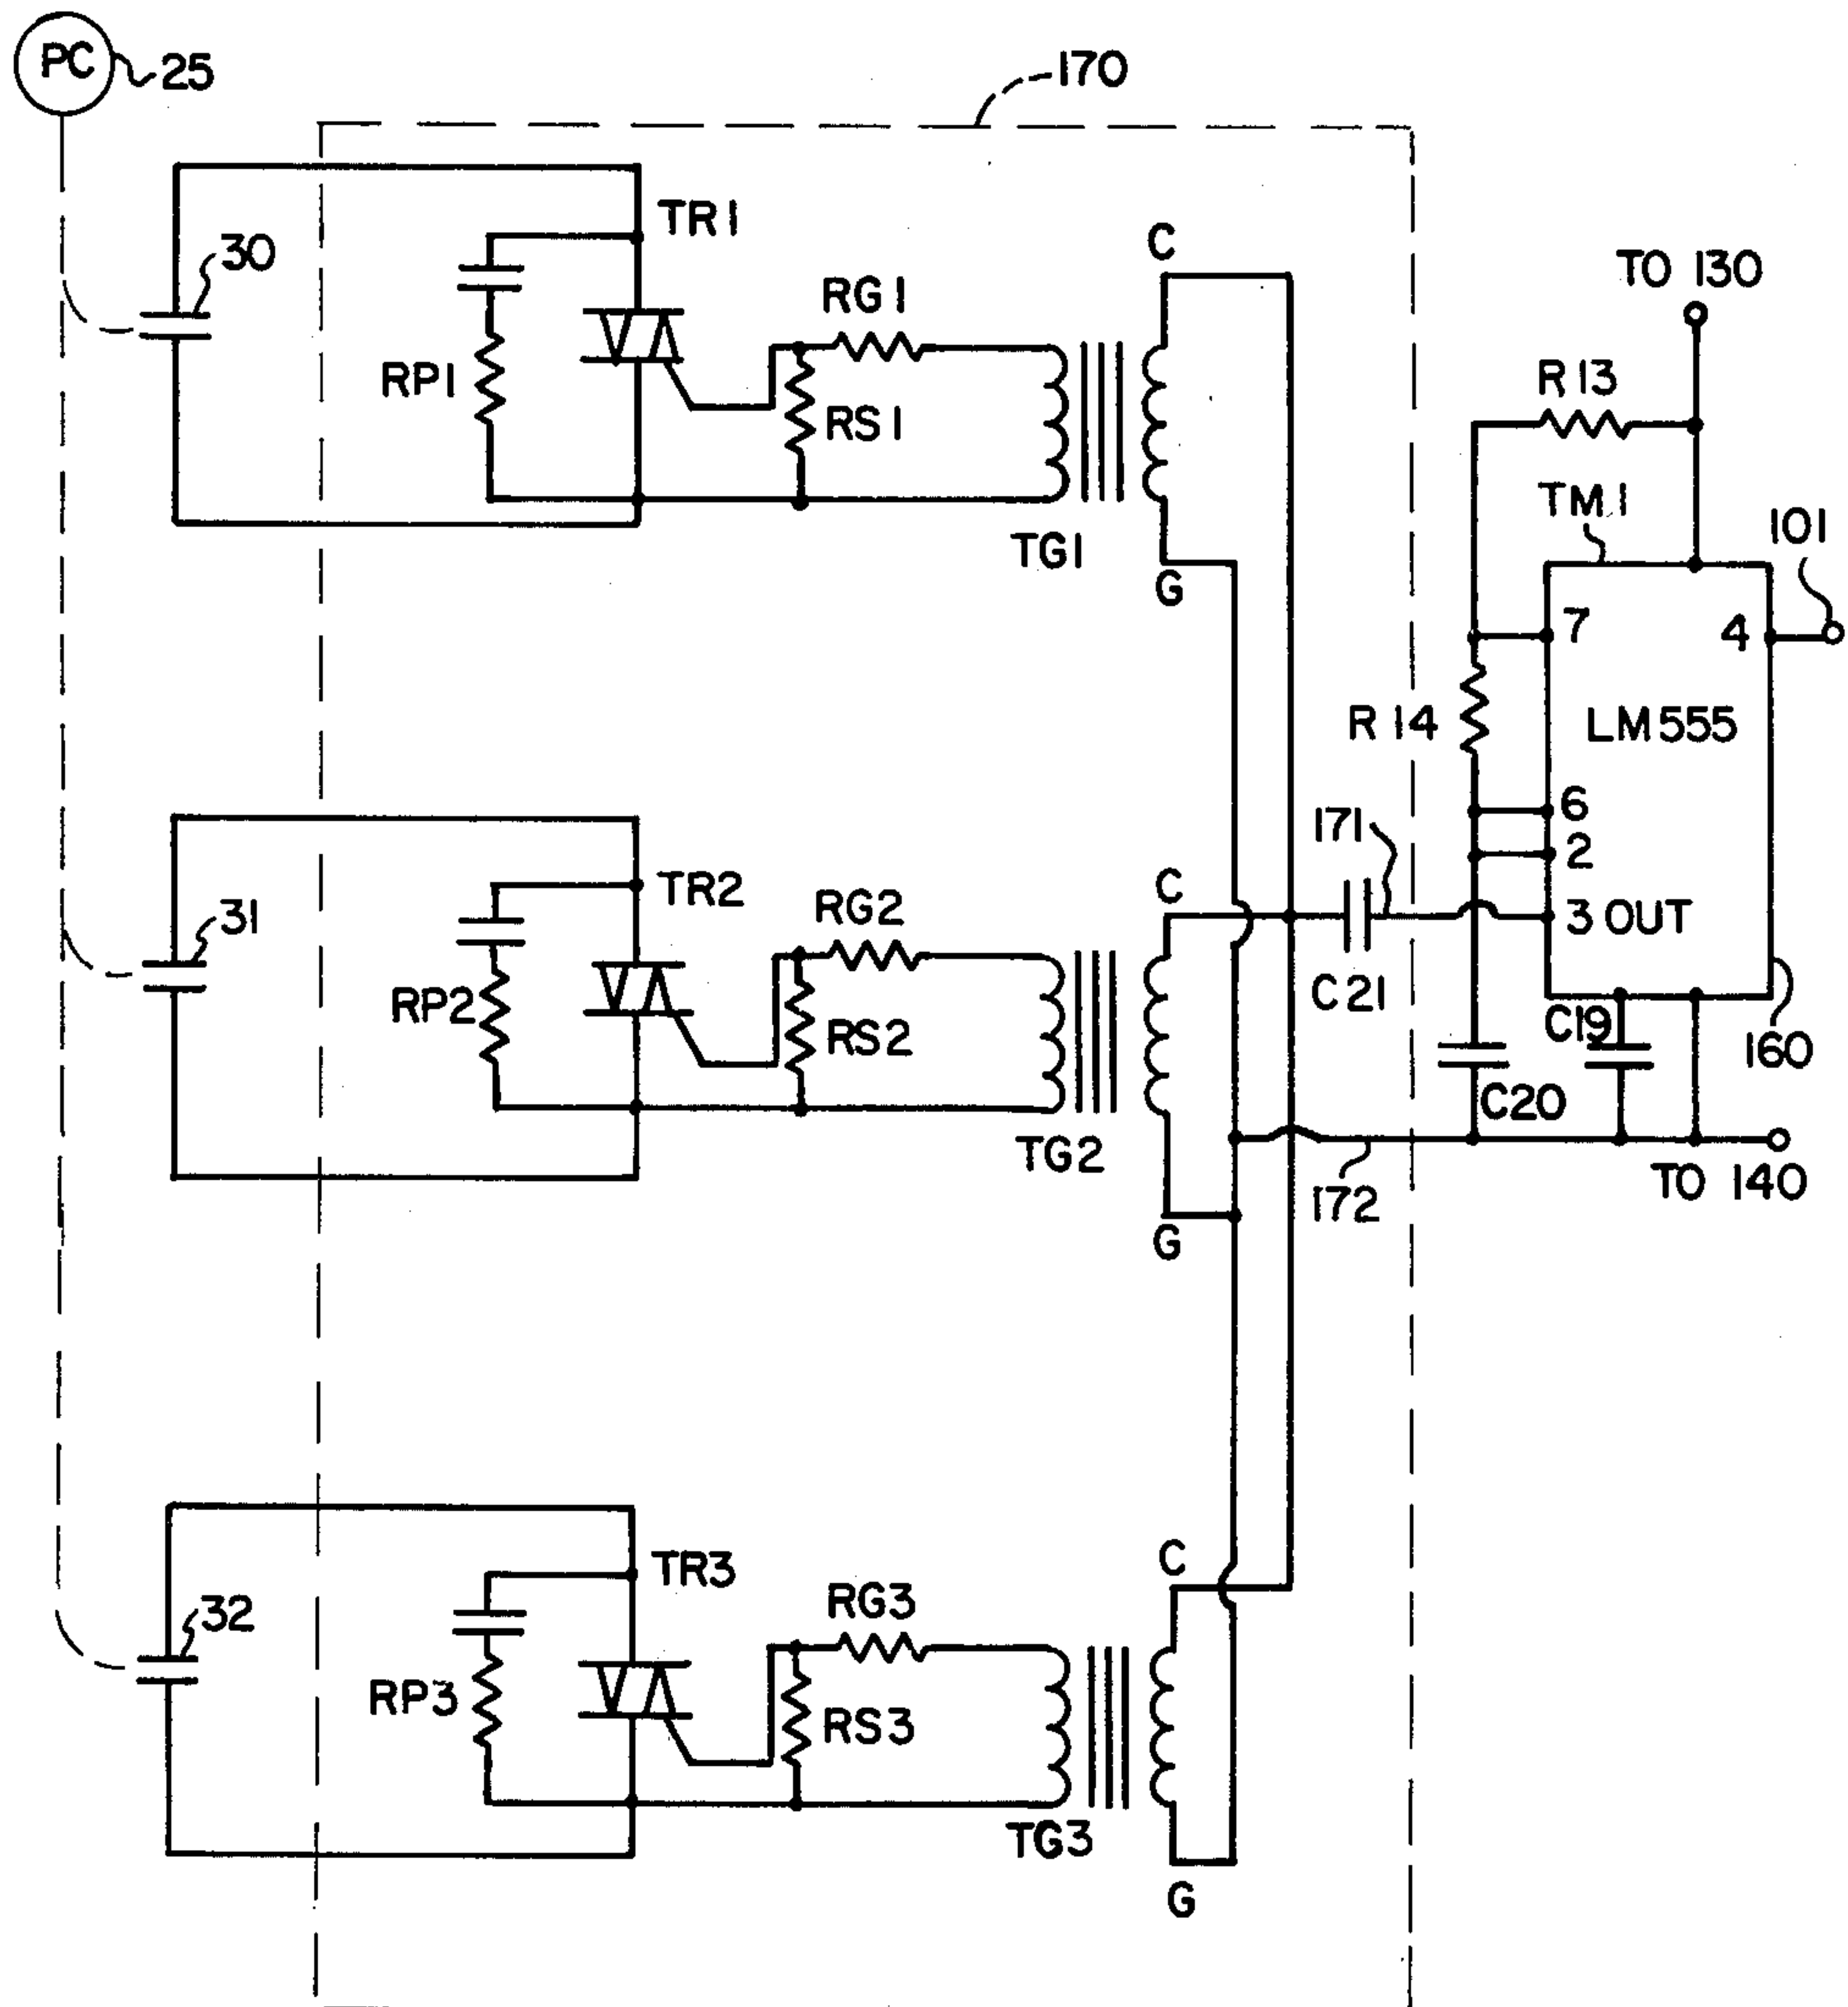 PC
25
170
30
TR1
C
TO 130
RG1
RP1
RS1
R13
TM1
101
TG1
G
7
4
R14
LM555
6
171
2
31
TR2
RG2
C
3 OUT
RP2
RS2
C21
C19
160
C20
TG2
172
TO 140
G
32
TR3
RG3
C
RP3
RS3
TG3
G